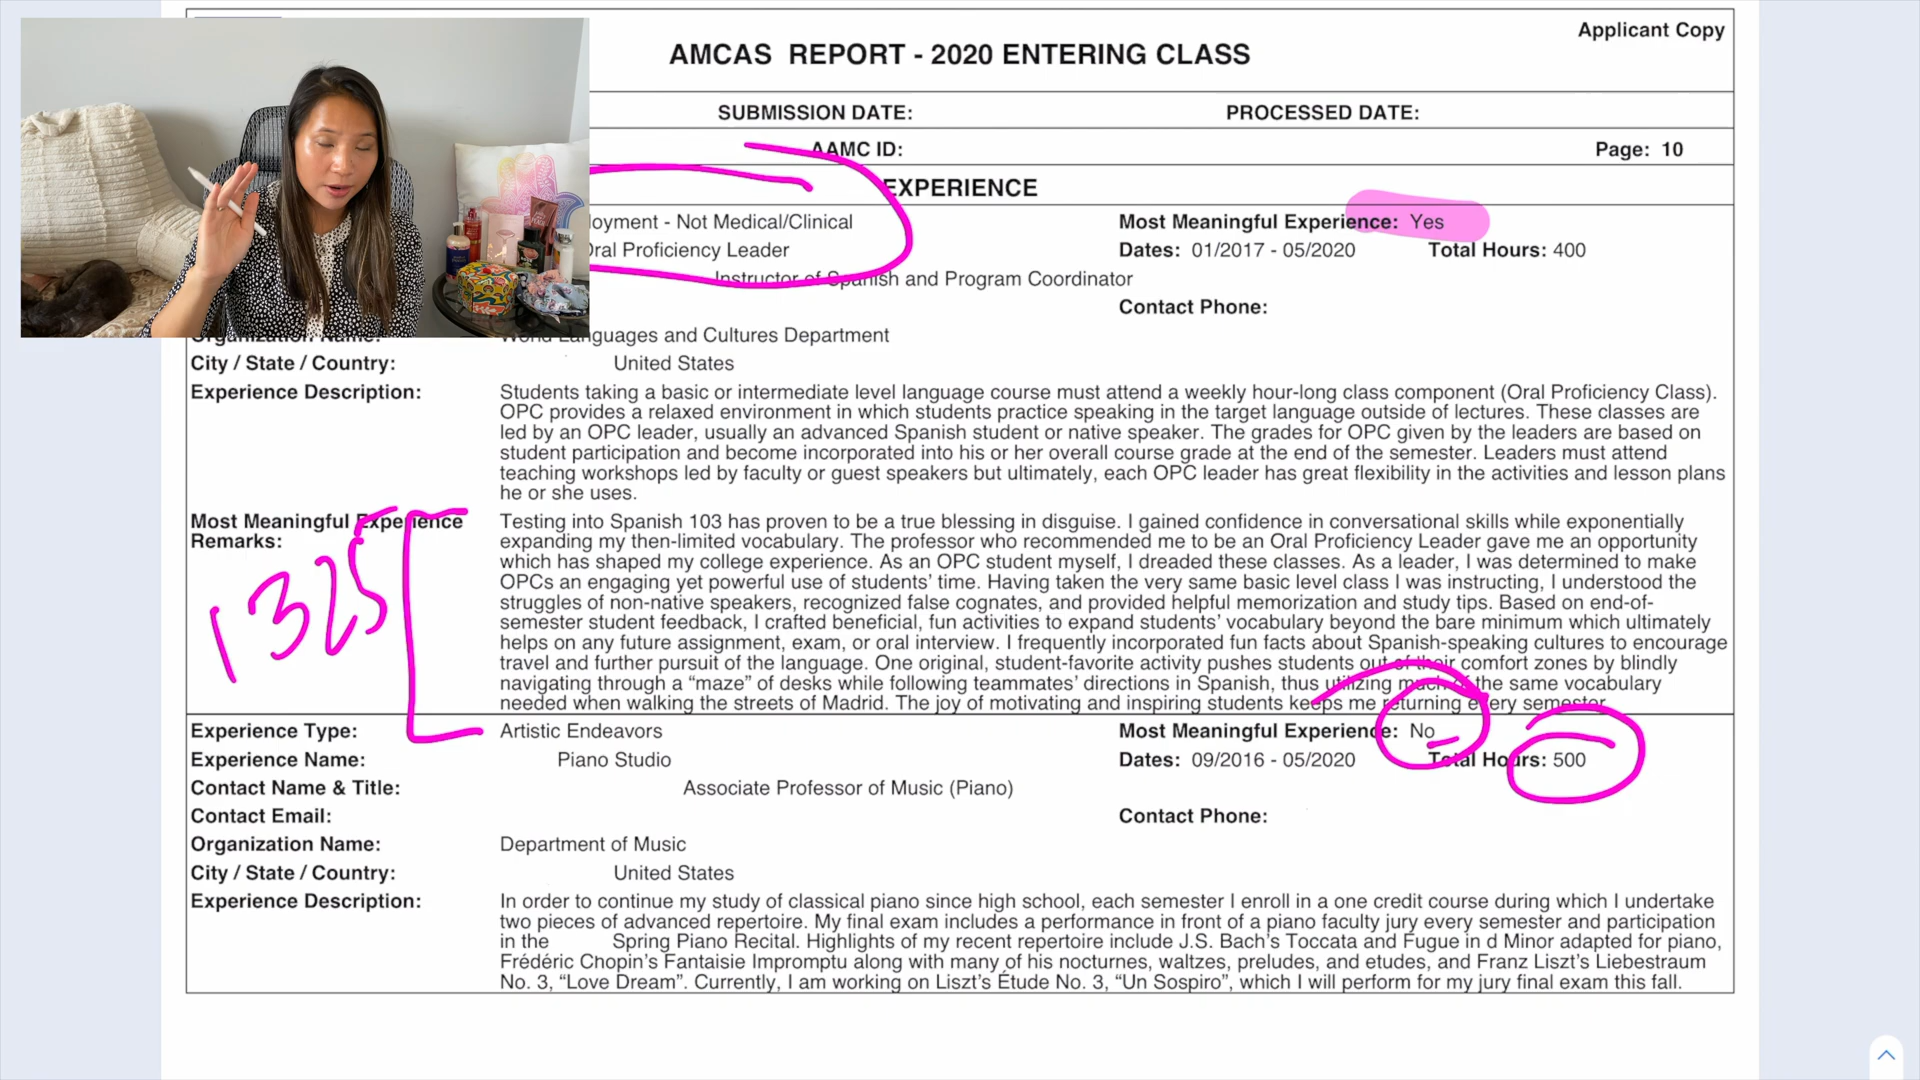 Applicant Copy
AMCAS REPORT - 2020 ENTERING CLASS
SUBMISSION DATE: PROCESSED DATE:
AAMC ID: Page: 10
EXPERIENCE
loyment - Not Medical/Clinical Most Meaningful Experience: Yes
Oral Proficiency Leader Dates: 01/2017 - 05/2020 Total Hours: 400
Instructor of Spanish and Program Coordinator
Contact Phone:
Organization Name: World Languages and Cultures Department
City / State / Country: United States
Experience Description: Students taking a basic or intermediate level language course must attend a weekly hour-long class component (Oral Proficiency Class).
OPC provides a relaxed environment in which students practice speaking in the target language outside of lectures. These classes are
led by an OPC leader, usually an advanced Spanish student or native speaker. The grades for OPC given by the leaders are based on
student participation and become incorporated into his or her overall course grade at the end of the semester. Leaders must attend
teaching workshops led by faculty or guest speakers but ultimately, each OPC leader has great flexibility in the activities and lesson plans
he or she uses.
Most Meaningful Experience Testing into Spanish 103 has proven to be a true blessing in disguise. I gained confidence in conversational skills while exponentially
Remarks: expanding my then-limited vocabulary. The professor who recommended me to be an Oral Proficiency Leader gave me an opportunity
which has shaped my college experience. As an OPC student myself, I dreaded these classes. As a leader, I was determined to make
OPCs an engaging yet powerful use of students' time. Having taken the very same basic level class I was instructing, I understood the
struggles of non-native speakers, recognized false cognates, and provided helpful memorization and study tips. Based on end-of-
semester student feedback, I crafted beneficial, fun activities to expand students' vocabulary beyond the bare minimum which ultimately
helps on any future assignment, exam, or oral interview. I frequently incorporated fun facts about Spanish-speaking cultures to encourage
travel and further pursuit of the language. One original, student-favorite activity pushes students out of their comfort zones by blindly
navigating through a “maze” of desks while following teammates' directions in Spanish, thus utilizing much of the same vocabulary
needed when walking the streets of Madrid. The joy of motivating and inspiring students keeps me returning every semester.
1325
Experience Type: Artistic Endeavors Most Meaningful Experience: No
Experience Name: Piano Studio Dates: 09/2016 - 05/2020 Total Hours: 500
Contact Name & Title: Associate Professor of Music (Piano)
Contact Email: Contact Phone:
Organization Name: Department of Music
City / State / Country: United States
Experience Description: In order to continue my study of classical piano since high school, each semester I enroll in a one credit course during which I undertake
two pieces of advanced repertoire. My final exam includes a performance in front of a piano faculty jury every semester and participation
in the Spring Piano Recital. Highlights of my recent repertoire include J.S. Bach's Toccata and Fugue in d Minor adapted for piano,
Frédéric Chopin's Fantaisie Impromptu along with many of his nocturnes, waltzes, preludes, and etudes, and Franz Liszt's Liebestraum
No. 3, “Love Dream”. Currently, I am working on Liszt's Étude No. 3, “Un Sospiro”, which I will perform for my jury final exam this fall.